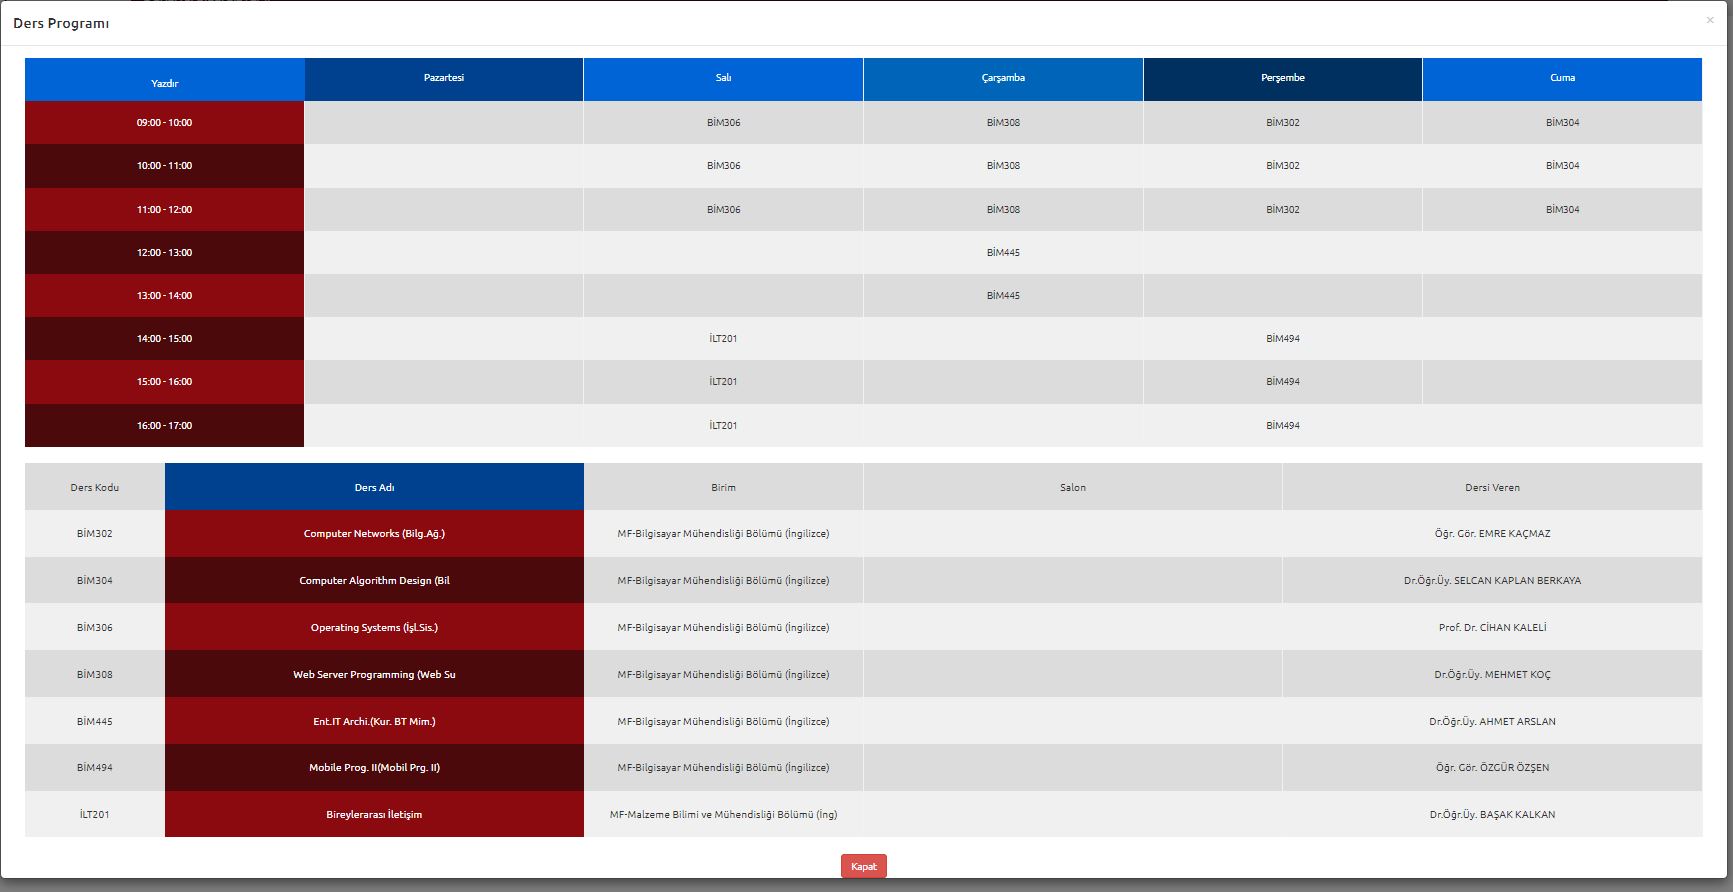 Ders Programı ×
Yazdır Pazartesi Salı Çarşamba Perşembe Cuma
09:00 - 10:00 BİM306 BİM308 BİM302 BİM304
10:00 - 11:00 BİM306 BİM308 BİM302 BİM304
11:00 - 12:00 BİM306 BİM308 BİM302 BİM304
12:00 - 13:00 BİM445
13:00 - 14:00 BİM445
14:00 - 15:00 İLT201 BİM494
15:00 - 16:00 İLT201 BİM494
16:00 - 17:00 İLT201 BİM494
Ders Kodu Ders Adı Birim Salon Dersi Veren
BİM302 Computer Networks (Bilg.Ağ.) MF-Bilgisayar Mühendisliği Bölümü (İngilizce) Öğr. Gör. EMRE KAÇMAZ
BİM304 Computer Algorithm Design (Bil MF-Bilgisayar Mühendisliği Bölümü (İngilizce) Dr.Öğr.Üy. SELCAN KAPLAN BERKAYA
BİM306 Operating Systems (İşl.Sis.) MF-Bilgisayar Mühendisliği Bölümü (İngilizce) Prof. Dr. CİHAN KALELİ
BİM308 Web Server Programming (Web Su MF-Bilgisayar Mühendisliği Bölümü (İngilizce) Dr.Öğr.Üy. MEHMET KOÇ
BİM445 Ent.IT Archi.(Kur. BT Mim.) MF-Bilgisayar Mühendisliği Bölümü (İngilizce) Dr.Öğr.Üy. AHMET ARSLAN
BİM494 Mobile Prog. II(Mobil Prg. II) MF-Bilgisayar Mühendisliği Bölümü (İngilizce) Öğr. Gör. ÖZGÜR ÖZŞEN
İLT201 Bireylerarası İletişim MF-Malzeme Bilimi ve Mühendisliği Bölümü (İng) Dr.Öğr.Üy. BAŞAK KALKAN
Kapat